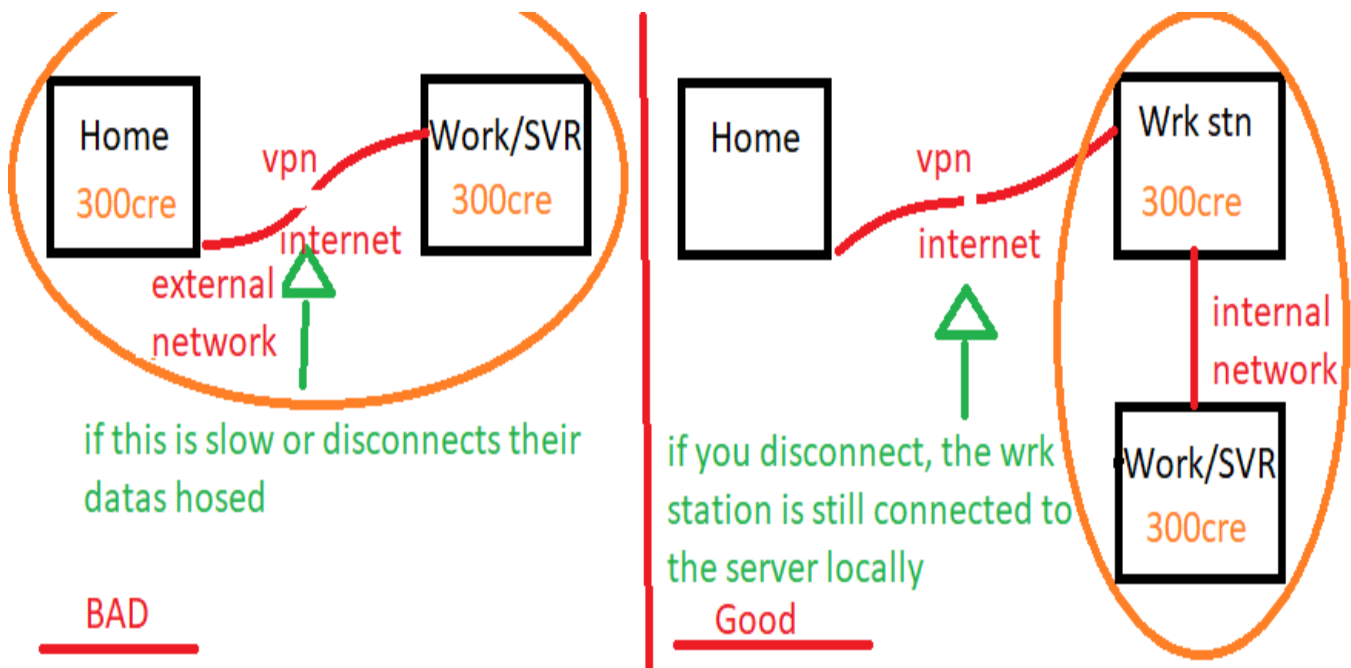 Home
300cre
vpn
internet
external
network
Work/SVR
300cre
if this is slow or disconnects their
datas hosed
BAD
Home
vpn
internet
Wrk stn
300cre
internal
network
Work/SVR
300cre
if you disconnect, the wrk
station is still connected to
the server locally
Good